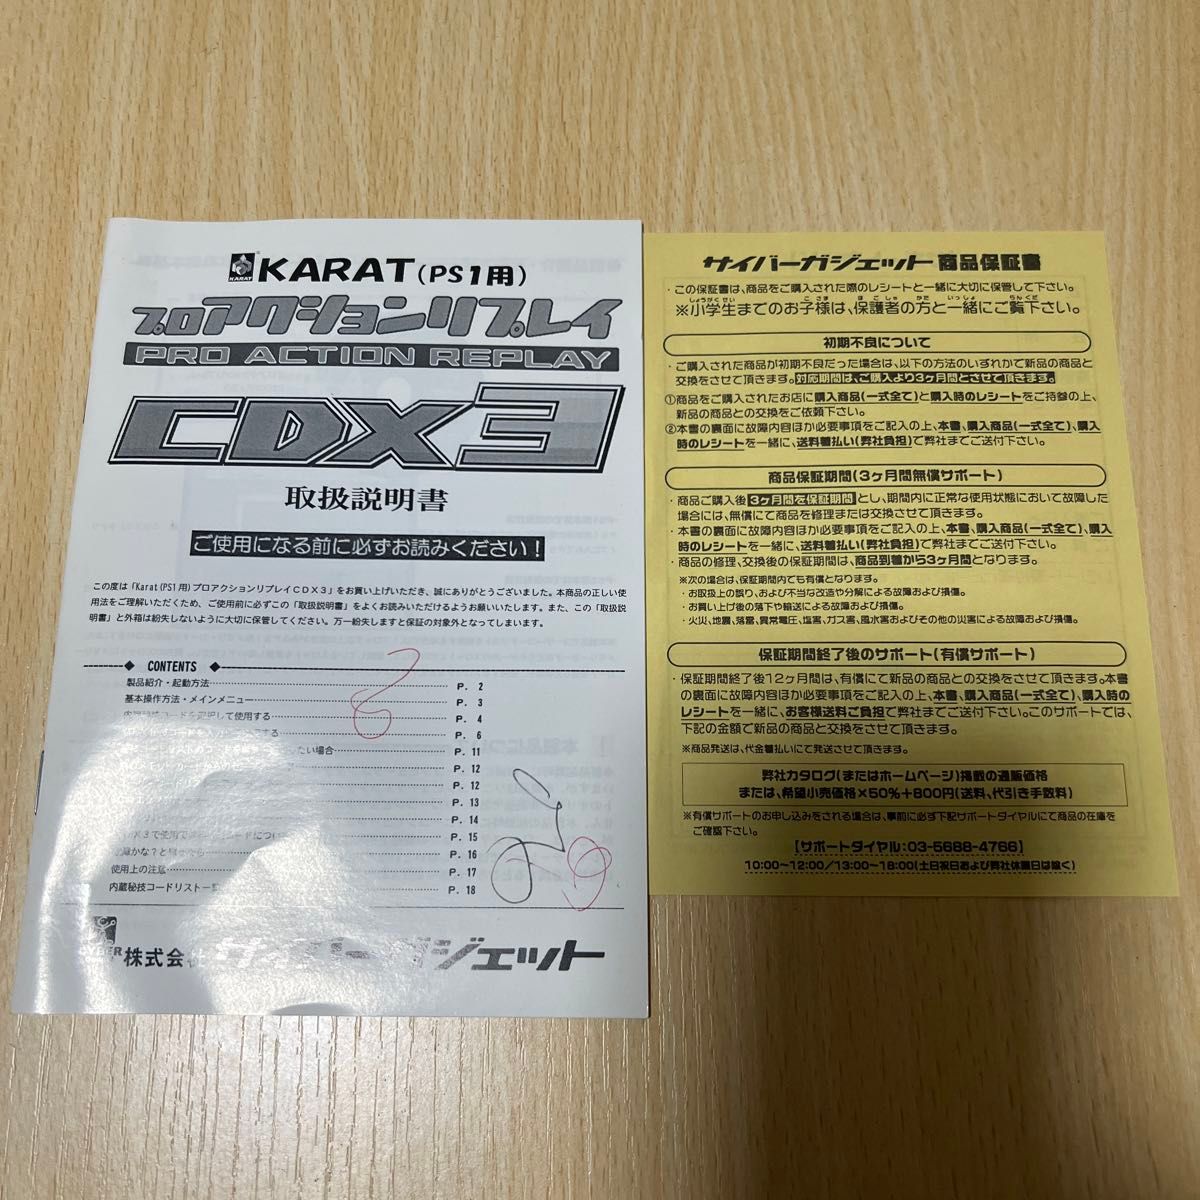 KARAT
KARAT(PS1用)
プロアクションリプレイ
PRO ACTION REPLAY
CDX3
取扱説明書
ご使用になる前に必ずお読みください!
この度は「Karat(PS1用)プロアクションリプレイCDX3」をお買い上げいただき、誠にありがとうございました。本商品の正しい使
用法をご理解いただくため、ご使用前に必ずこの「取扱説明書」をよくお読みいただけるようお願いいたします。また、この「取扱説
明書」と外箱は紛失しないように大切に保管してください。万一紛失しますと保証の対象外となってしまいます。
CONTENTS
製品紹介・起動方法 P. 2
基本操作方法・メインメニュー P. 3
コードを選択して使用する P. 4
P. 6
たい場合 P. 11
P. 12
P. 12
P. 13
P. 14
P. 15
P. 16
使用上の注意 P. 17
内蔵秘技コードリスト一覧 P. 18
株式会社サイバーガジェット
サイバーガジェット 商品保証書
・この保証書は、商品をご購入された際のレシートと一緒に大切に保管して下さい。
※小学生までのお子様は、保護者の方と一緒にご覧下さい。
初期不良について
・ご購入された商品が初期不良だった場合は、以下の方法のいずれかで新品の商品と
交換をさせて頂きます。対応期間は、ご購入より3ヶ月間とさせて頂きます。
①商品をご購入されたお店に購入商品(一式全て)と購入時のレシートをご持参の上、
新品の商品との交換をご依頼下さい。
②本書の裏面に故障内容ほか必要事項をご記入の上、本書、購入商品(一式全て)、購入
時のレシートを一緒に、送料着払い(弊社負担)で弊社までご送付下さい。
商品保証期間(3ヶ月間無償サポート)
・商品ご購入後3ヶ月間を保証期間とし、期間内に正常な使用状態において故障した
場合には、無償にて商品を修理または交換させて頂きます。
・本書の裏面に故障内容ほか必要事項をご記入の上、本書、購入商品(一式全て)、購入
時のレシートを一緒に、送料着払い(弊社負担)で弊社までご送付下さい。
・商品の修理、交換後の保証期間は、商品到着から3ヶ月間となります。
※次の場合は、保証期間内でも有償となります。
・お取扱上の誤り、および不当な改造や分解による故障および損傷。
・お買い上げ後の落下や輸送による故障および損傷。
・火災、地震、落雷、異常電圧、塩害、ガス害、風水害およびその他の災害による故障および損傷。
保証期間終了後のサポート(有償サポート)
・保証期間終了後12ヶ月間は、有償にて新品の商品との交換をさせて頂きます。本書
の裏面に故障内容ほか必要事項をご記入の上、本書、購入商品(一式全て)、購入時の
レシートを一緒に、お客様送料ご負担で弊社までご送付下さい。このサポートでは、
下記の金額で新品の商品と交換をさせて頂きます。
※商品発送は、代金着払いにて発送させて頂きます。
弊社カタログ(またはホームページ)掲載の通販価格
または、希望小売価格×50%+800円(送料、代引き手数料)
※有償サポートのお申し込みをされる場合は、事前に必ず下記サポートダイヤルにて商品の在庫を
ご確認下さい。
【サポートダイヤル:03-5688-4766】
10:00~12:00/13:00~18:00(土日祝日および弊社休業日は除く)